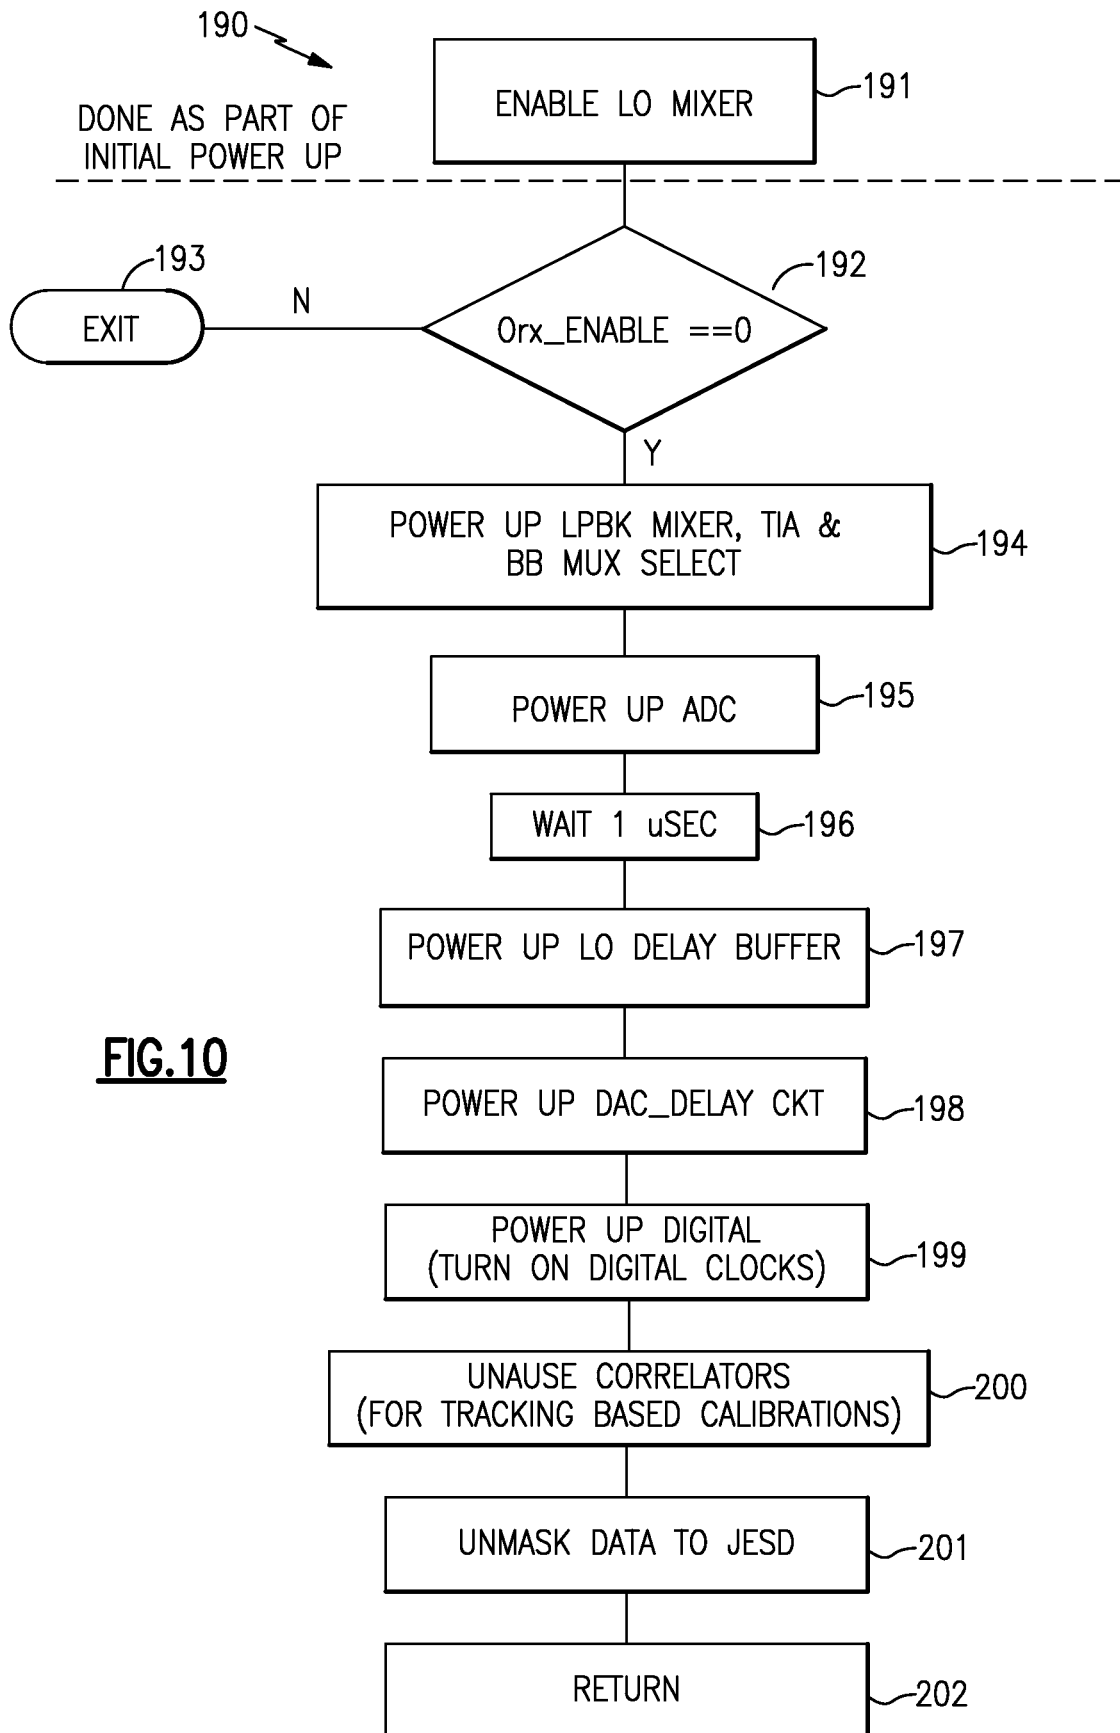 190
ENABLE LO MIXER
191
DONE AS PART OF
INITIAL POWER UP
193
EXIT
N
Orx_ENABLE ==0
192
Y
POWER UP LPBK MIXER, TIA &
BB MUX SELECT
194
POWER UP ADC
195
WAIT 1 uSEC
196
POWER UP LO DELAY BUFFER
197
FIG.10
POWER UP DAC_DELAY CKT
198
POWER UP DIGITAL
(TURN ON DIGITAL CLOCKS)
199
UNAUSE CORRELATORS
(FOR TRACKING BASED CALIBRATIONS)
200
UNMASK DATA TO JESD
201
RETURN
202